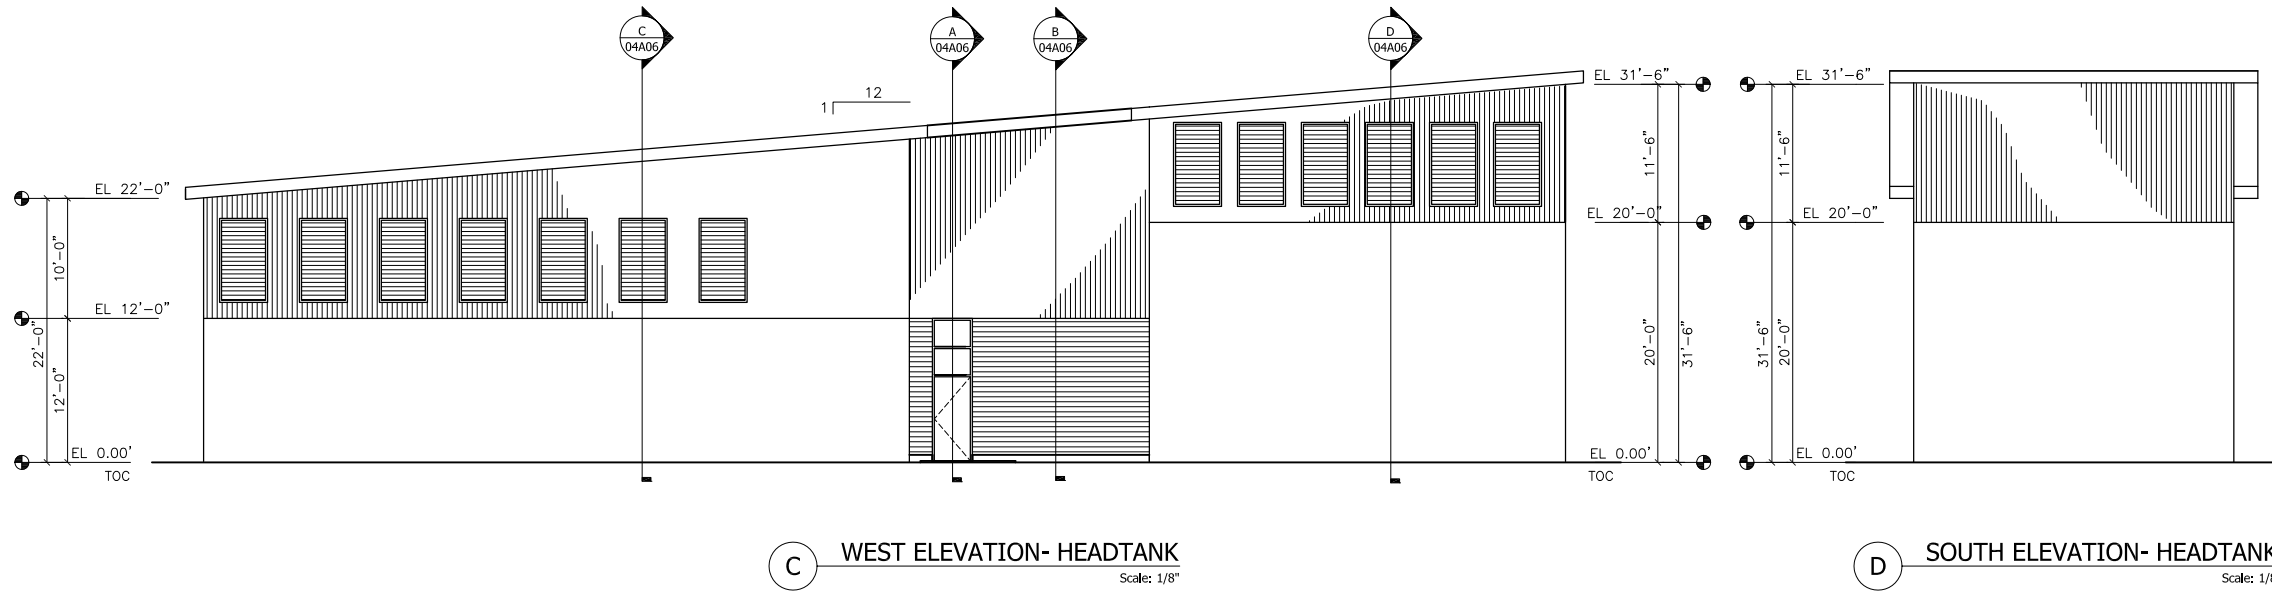 C
04A06
A
04A06
B
04A06
D
04A06
12
1
EL 22'-0"
10'-0"
EL 12'-0"
22'-0"
12'-0"
EL 0.00'
TOC
EL 31'-6"
11'-6"
EL 20'-0"
20'-0"
31'-6"
EL 0.00'
TOC
EL 31'-6"
11'-6"
EL 20'-0"
31'-6"
20'-0"
EL 0.00'
TOC
C
WEST ELEVATION- HEADTANK
Scale: 1/8"
D
SOUTH ELEVATION- HEADTANK
Scale: 1/8